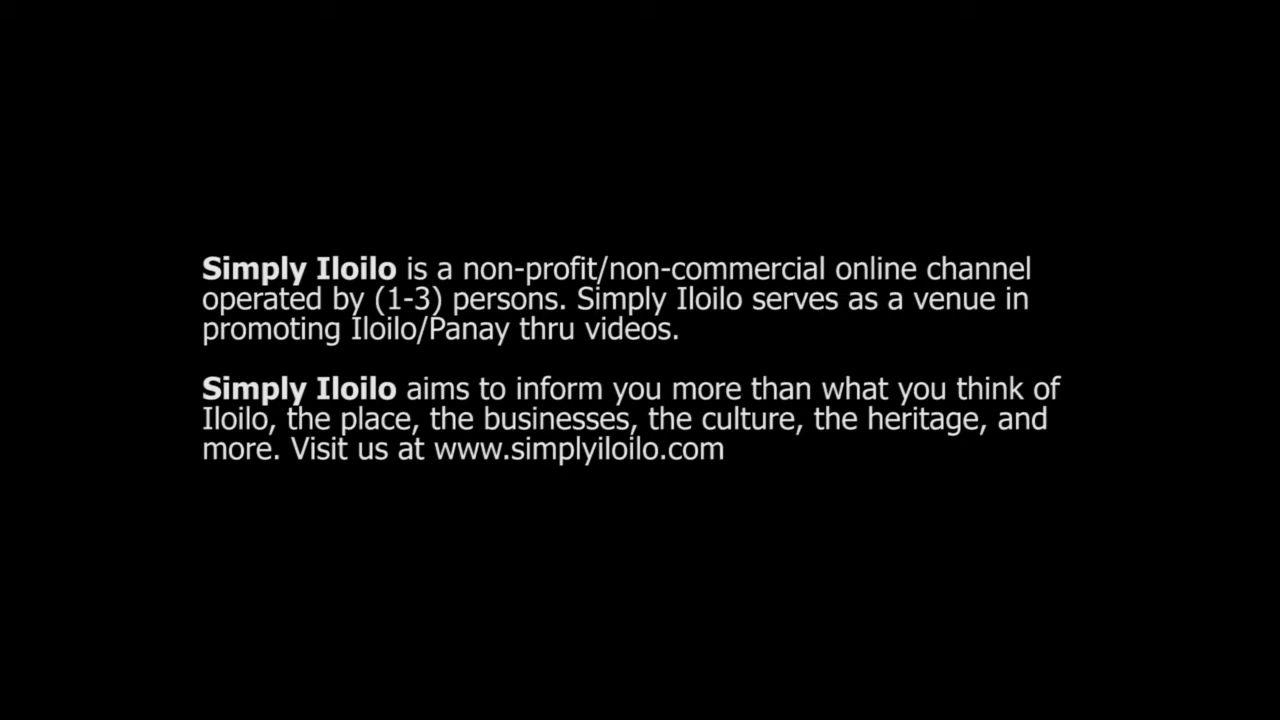 Simply Iloilo is a non-profit/non-commercial online channel
operated by (1-3) persons. Simply Iloilo serves as a venue in
promoting Iloilo/Panay thru videos.
Simply Iloilo aims to inform you more than what you think of
Iloilo, the place, the businesses, the culture, the heritage, and
more. Visit us at www.simplyiloilo.com